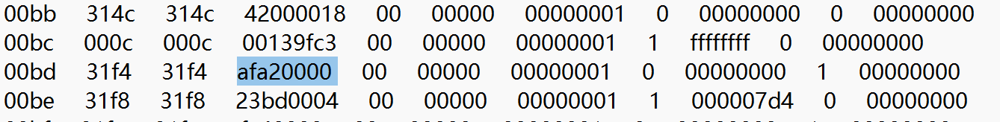 00bb 314c 314c 42000018 00 00000 00000001 0 00000000 0 00000000
00bc 000c 000c 00139fc3 00 00000 00000001 1 ffffffff 0 00000000
00bd 31f4 31f4 afa20000 00 00000 00000001 0 00000000 1 00000000
00be 31f8 31f8 23bd0004 00 00000 00000001 1 000007d4 0 00000000